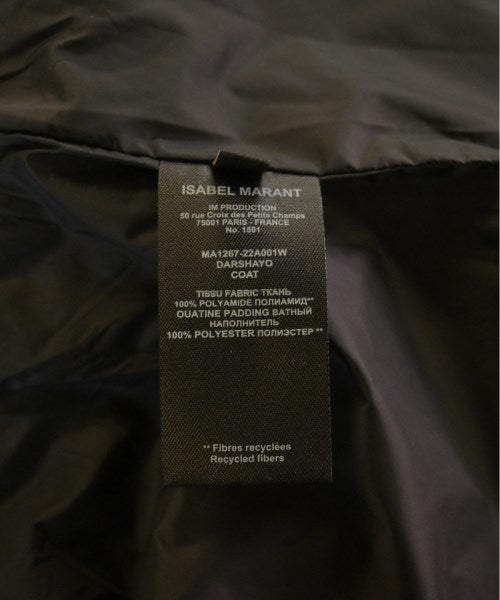 ISABEL MARANT
IM PRODUCTION
50 rue Croix des Petits Champs
75001 PARIS - FRANCE
No. 1501
MA1267-22A001W
DARSHAYO
COAT
TISSU FABRIC ТКАНЬ
100% POLYAMIDE ПОЛИАМИД**
OUATINE PADDING ВАТНЫЙ
НАПОЛНИТЕЛЬ
100% POLYESTER ПОЛИЭСТЕР **
** Fibres recyclées
Recycled fibers